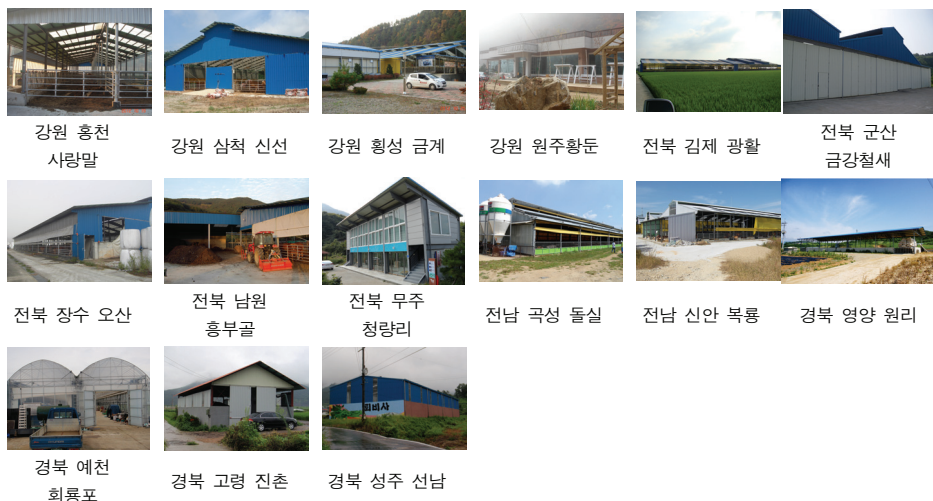 강원 홍천
사랑말
강원 삼척 신선
강원 횡성 금계
강원 원주황둔
전북 김제 광활
전북 군산
금강철새
전북 장수 오산
전북 남원
흥부골
전북 무주
청량리
전남 곡성 돌실
전남 신안 복룡
경북 영양 원리
퇴비사
경북 예천
회룡포
경북 고령 진촌
경북 성주 선남